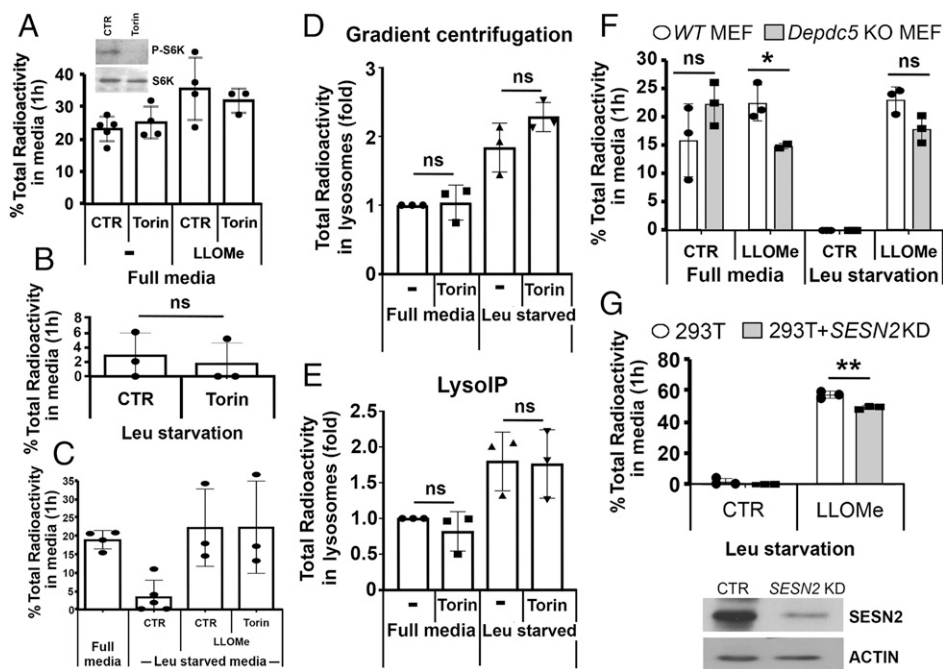 A
CTR Torin
P-S6K
S6K
% Total Radioactivity
in media (1h)
50
40
30
20
10
0
CTR Torin CTR Torin
- LLOMe
Full media
B
ns
% Total Radioactivity
in media (1h)
8
6
4
2
0
CTR Torin
Leu starvation
C
% Total Radioactivity
in media (1h)
35
30
25
20
15
10
5
0
Full
media
CTR CTR Torin
LLOMe
Leu starved media
D
Gradient centrifugation
Total Radioactivity
in lysosomes (fold)
3
2
1
0
ns
ns
- Torin - Torin
Full media Leu starved
E
LysoIP
Total Radioactivity
in lysosomes (fold)
2.5
2.0
1.5
1.0
0.5
0
ns
ns
- Torin - Torin
Full media Leu starved
F
WT MEF Depdc5 KO MEF
% Total Radioactivity
in media (1h)
30
25
20
15
10
5
0
ns * ns
CTR LLOMe CTR LLOMe
Full media Leu starvation
G
293T 293T+SESN2KD
% Total Radioactivity
in media (1h)
80
60
40
20
0
**
CTR LLOMe
Leu starvation
CTR SESN2 KD
SESN2
ACTIN